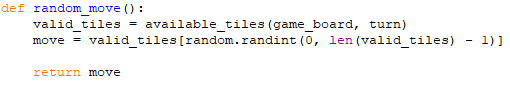 def random_move():
    valid_tiles = available_tiles(game_board, turn)
    move = valid_tiles[random.randint(0, len(valid_tiles) - 1)]

    return move